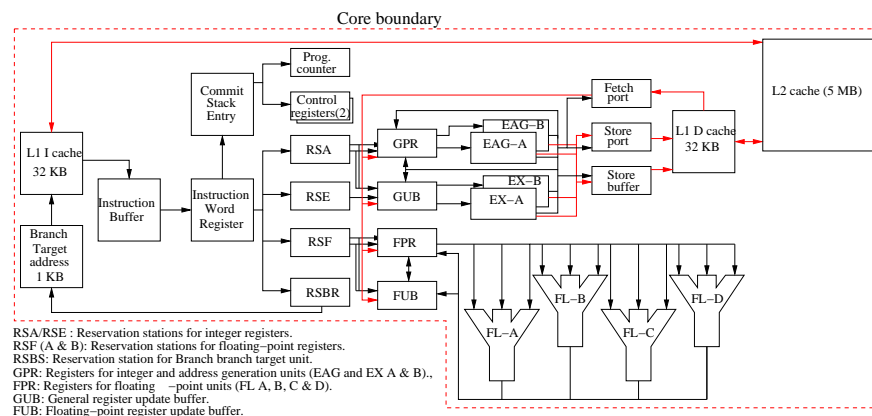 Core boundary
L2 cache (5 MB)
Prog.
counter
Commit
Stack
Entry
Control
registers(2)
Fetch
port
L1 I cache
32 KB
RSA
GPR
EAG−B
EAG−A
Store
port
L1 D cache
32 KB
Instruction
Buffer
Instruction
Word
Register
RSE
GUB
EX−B
EX−A
Store
buffer
Branch
Target
address
1 KB
RSF
FPR
RSBR
FUB
FL−A
FL−B
FL−C
FL−D
RSA/RSE : Reservation stations for integer registers.
RSF (A & B): Reservation stations for floating−point registers.
RSBS: Reservation station for Branch branch target unit.
GPR: Registers for integer and address generation units (EAG and EX A & B).,
FPR: Registers for floating −point units (FL A, B, C & D).
GUB: General register update buffer.
FUB: Floating−point register update buffer.